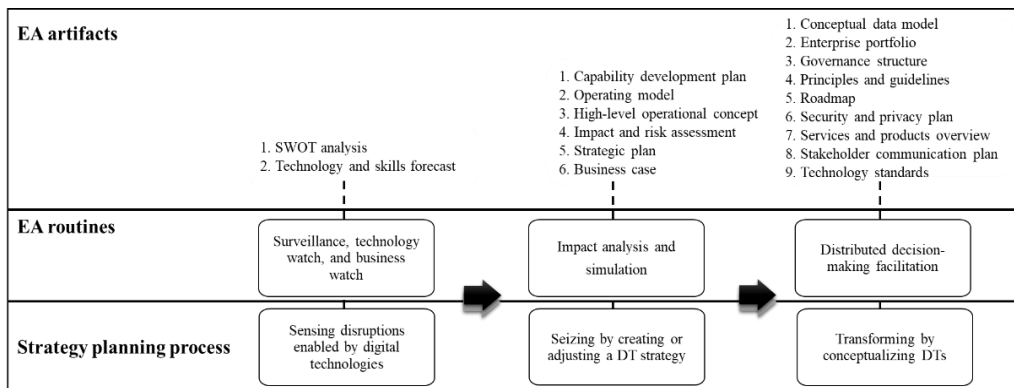 EA artifacts
1. SWOT analysis
2. Technology and skills forecast
1. Capability development plan
2. Operating model
3. High-level operational concept
4. Impact and risk assessment
5. Strategic plan
6. Business case
1. Conceptual data model
2. Enterprise portfolio
3. Governance structure
4. Principles and guidelines
5. Roadmap
6. Security and privacy plan
7. Services and products overview
8. Stakeholder communication plan
9. Technology standards
EA routines
Surveillance, technology
watch, and business
watch
Impact analysis and
simulation
Distributed decision-
making facilitation
Strategy planning process
Sensing disruptions
enabled by digital
technologies
Seizing by creating or
adjusting a DT strategy
Transforming by
conceptualizing DTs